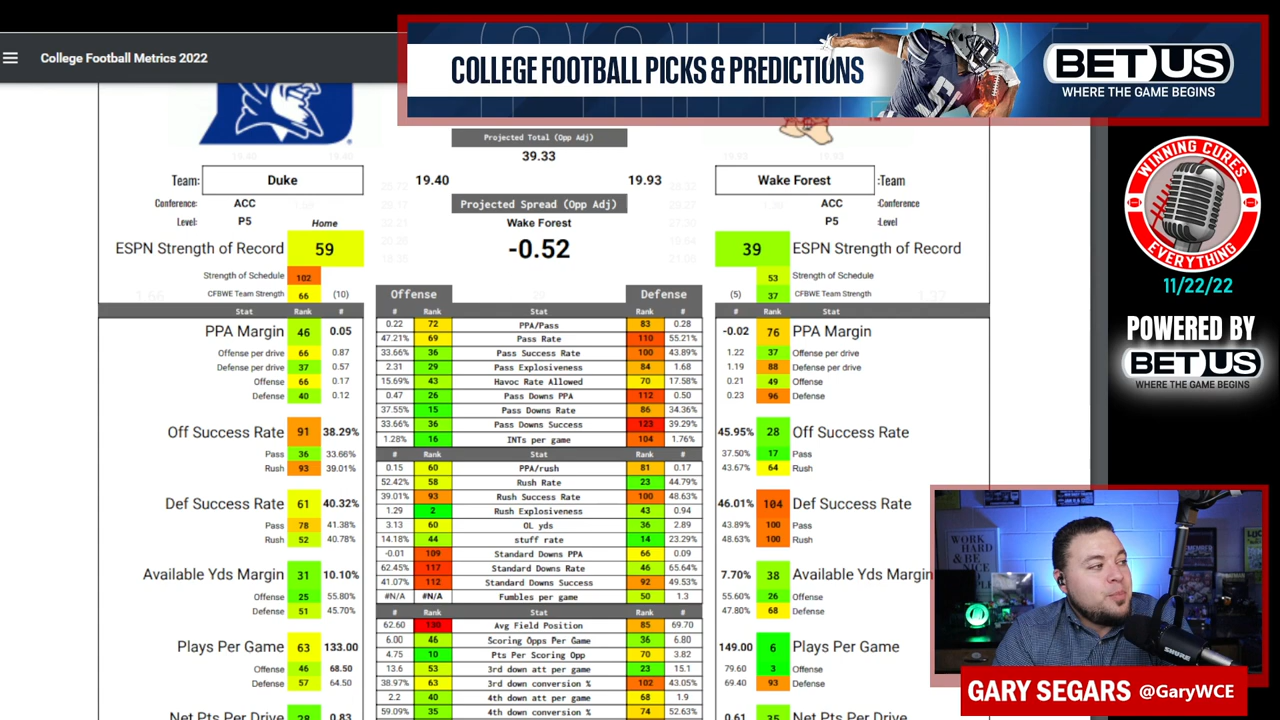 College Football Metrics 2022
COLLEGE FOOTBALL PICKS & PREDICTIONS
BETUS
WHERE THE GAME BEGINS
Projected Total (Opp Adj)
39.33
Team: Duke 19.40 19.93 Wake Forest :Team
Conference: ACC Projected Spread (Opp Adj) ACC :Conference
Level: P5 Home Wake Forest P5 :Level
ESPN Strength of Record 59 -0.52 39 ESPN Strength of Record
Strength of Schedule 102 53 Strength of Schedule
CFBWE Team Strength 66 (10) Offense Defense (5) 37 CFBWE Team Strength
Stat Rank # # Rank Stat Rank # # Rank Stat
PPA Margin 46 0.05 -0.02 76 PPA Margin
Offense per drive 66 0.87 1.22 37 Offense per drive
Defense per drive 37 0.57 1.19 88 Defense per drive
Offense 66 0.17 0.21 49 Offense
Defense 40 0.12 0.23 96 Defense
Off Success Rate 91 38.29% 45.95% 28 Off Success Rate
Pass 36 33.66% 37.50% 17 Pass
Rush 93 39.01% 43.67% 64 Rush
Def Success Rate 61 40.32% 46.01% 104 Def Success Rate
Pass 78 41.38% 43.89% 100 Pass
Rush 52 40.78% 48.63% 100 Rush
Available Yds Margin 31 10.10% 7.70% 38 Available Yds Margin
Offense 25 55.80% 55.60% 26 Offense
Defense 51 45.70% 47.80% 68 Defense
Plays Per Game 63 133.00 149.00 6 Plays Per Game
Offense 46 68.50 79.60 3 Offense
Defense 57 64.50 69.40 93 Defense
Net Pts Per Drive 28 0.83 0.61 35 Net Pts Per Drive
0.22 72 PPA/Pass 83 0.28
47.21% 69 Pass Rate 110 55.21%
33.66% 36 Pass Success Rate 100 43.89%
2.31 29 Pass Explosiveness 84 1.68
15.69% 43 Havoc Rate Allowed 70 17.58%
0.47 26 Pass Downs PPA 112 0.50
37.55% 15 Pass Downs Rate 86 34.36%
33.66% 36 Pass Downs Success 123 39.29%
1.28% 16 INTs per game 104 1.76%
# Rank Stat Rank #
0.15 60 PPA/rush 81 0.17
52.42% 58 Rush Rate 23 44.79%
39.01% 93 Rush Success Rate 100 48.63%
1.29 2 Rush Explosiveness 43 0.94
3.13 60 OL yds 36 2.89
14.18% 44 stuff rate 14 23.29%
-0.01 109 Standard Downs PPA 66 0.09
62.45% 117 Standard Downs Rate 46 65.64%
41.07% 112 Standard Downs Success 92 49.53%
#N/A #N/A Fumbles per game 50 1.3
# Rank Stat Rank #
62.60 130 Avg Field Position 85 69.70
6.00 46 Scoring Opps Per Game 36 6.80
4.75 10 Pts Per Scoring Opp 70 3.82
13.6 53 3rd down att per game 23 15.1
38.97% 63 3rd down conversion % 102 43.05%
2.2 40 4th down att per game 68 1.9
59.09% 35 4th down conversion % 74 52.63%
WINNING CURES
EVERYTHING
11/22/22
POWERED BY
BETUS
WHERE THE GAME BEGINS
WORK
HARD
& BE
NICE
SHURE
GARY SEGARS @GaryWCE